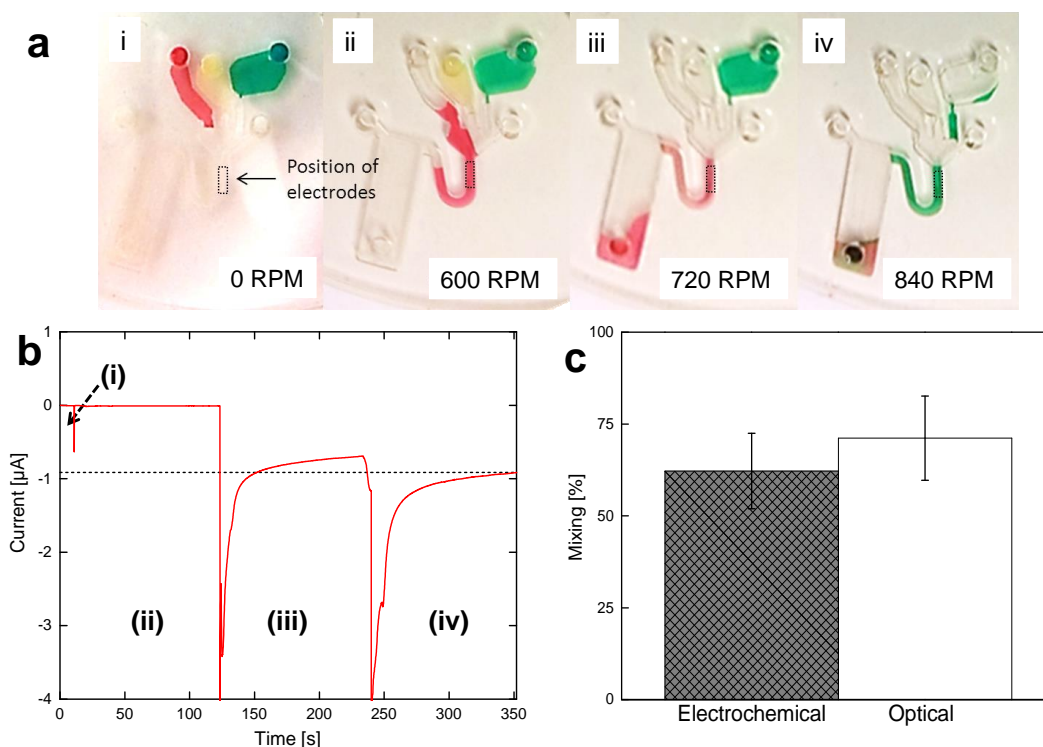 a
i
ii
iii
iv
Position of
electrodes
0 RPM
600 RPM
720 RPM
840 RPM
b
1
0
-1
-2
-3
-4
Current [µA]
(i)
(ii)
(iii)
(iv)
0
50
100
150
200
250
300
350
Time [s]
c
100
75
50
25
0
Mixing [%]
Electrochemical
Optical